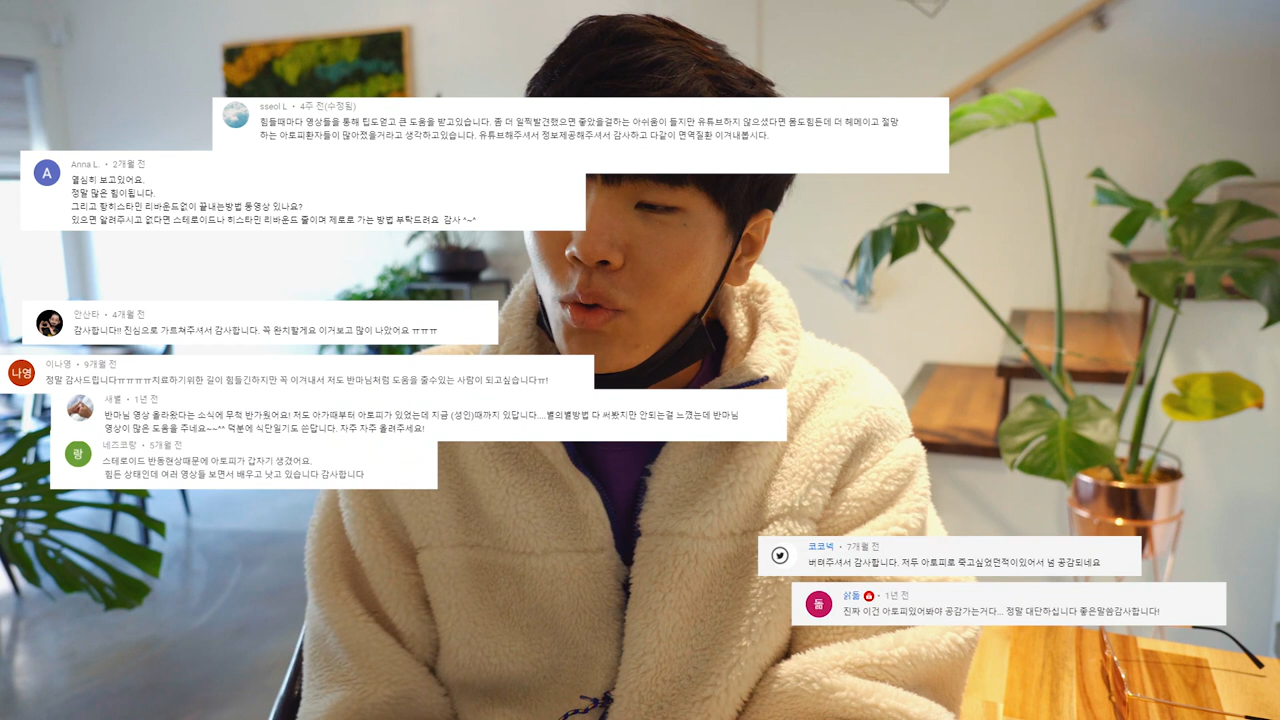 sseol L • 4주 전(수정됨)
힘들때마다 영상들을 통해 팁도얻고 큰 도움을 받고있습니다. 좀 더 일찍발견했으면 좋았을걸하는 아쉬움이 들지만 유튜브하지 않으셨다면 몸도힘든데 더 헤메이고 절망
하는 아토피환자들이 많아졌을거라고 생각하고있습니다. 유튜브해주셔서 정보제공해주셔서 감사하고 다같이 면역질환 이겨내봅시다.
A
Anna L. • 2개월 전
열심히 보고있어요.
정말 많은 힘이됩니다.
그리고 항히스타민 리바운드없이 끝내는방법 동영상 있나요?
있으면 알려주시고 없다면 스테로이드나 히스타민 리바운드 줄이며 제로로 가는 방법 부탁드려요 감사 ^~^
안산타 • 4개월 전
감사합니다!! 진심으로 가르쳐주셔서 감사합니다. 꼭 완치할게요 이거보고 많이 나았어요 ㅠㅠㅠ
나영
이나영 • 9개월 전
정말 감사드립니다ㅠㅠㅠㅠ치료하기위한 길이 힘들긴하지만 꼭 이겨내서 저도 반마님처럼 도움을 줄수있는 사람이 되고싶습니다ㅠ!
새벌 • 1년 전
반마님 영상 올라왔다는 소식에 무척 반가웠어요! 저도 아가때부터 아토피가 있었는데 지금 (성인)때까지 있답니다....별의별방법 다 써봤지만 안되는걸 느꼈는데 반마님
영상이 많은 도움을 주네요~~^^ 덕분에 식단일기도 쓴답니다. 자주 자주 올려주세요!
랑
네즈코랑 • 5개월 전
스테로이드 반동현상때문에 아토피가 갑자기 생겼어요.
힘든 상태인데 여러 영상들 보면서 배우고 낫고 있습니다 감사합니다
코코넉 • 7개월 전
버텨주셔서 감사합니다. 저두 아토피로 죽고싶었던적이있어서 넘 공감되네요
둚
삵둚 • 1년 전
진짜 이건 아토피있어봐야 공감가는거다... 정말 대단하십니다 좋은말씀감사합니다!